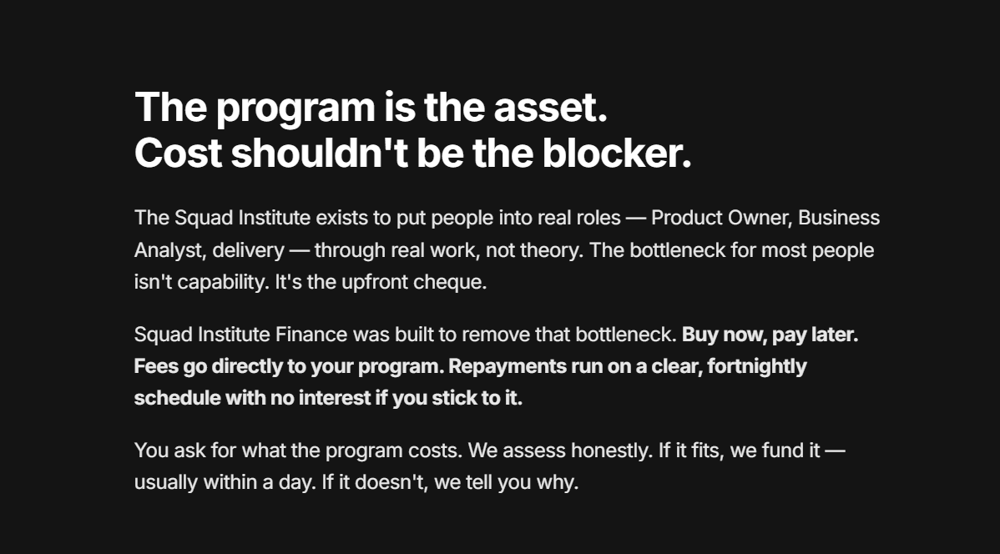 The program is the asset.
Cost shouldn't be the blocker.
The Squad Institute exists to put people into real roles — Product Owner, Business
Analyst, delivery — through real work, not theory. The bottleneck for most people
isn't capability. It's the upfront cheque.
Squad Institute Finance was built to remove that bottleneck. Buy now, pay later.
Fees go directly to your program. Repayments run on a clear, fortnightly
schedule with no interest if you stick to it.
You ask for what the program costs. We assess honestly. If it fits, we fund it —
usually within a day. If it doesn't, we tell you why.